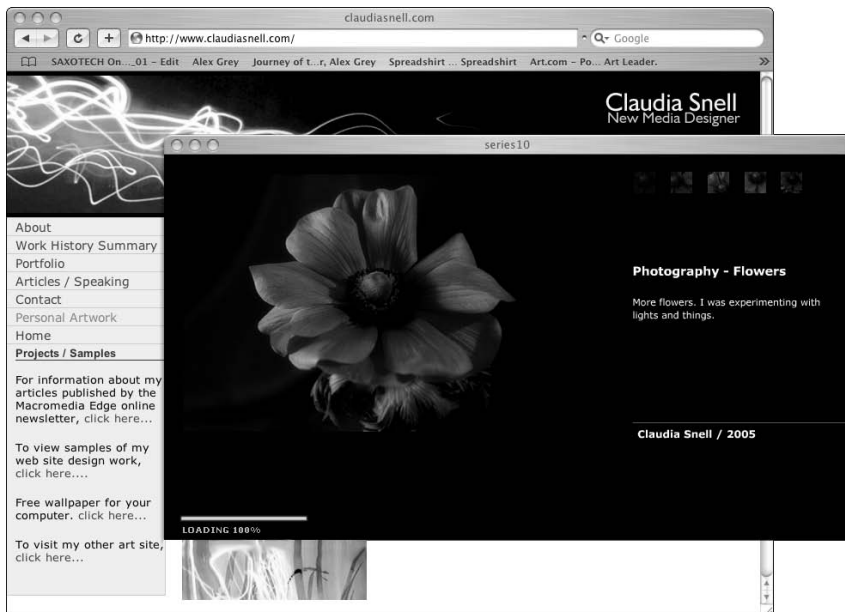 claudiasnell.com
http://www.claudiasnell.com/
Google
SAXOTECH On..._01 – Edit Alex Grey Journey of t...r, Alex Grey Spreadshirt ... Spreadshirt Art.com – Po... Art Leader.
Claudia Snell
New Media Designer
series10
About
Work History Summary
Portfolio
Articles / Speaking
Contact
Personal Artwork
Home
Projects / Samples
For information about my
articles published by the
Macromedia Edge online
newsletter, click here...
To view samples of my
web site design work,
click here....
Free wallpaper for your
computer. click here...
To visit my other art site,
click here...
Photography - Flowers
More flowers. I was experimenting with
lights and things.
Claudia Snell / 2005
LOADING 100%